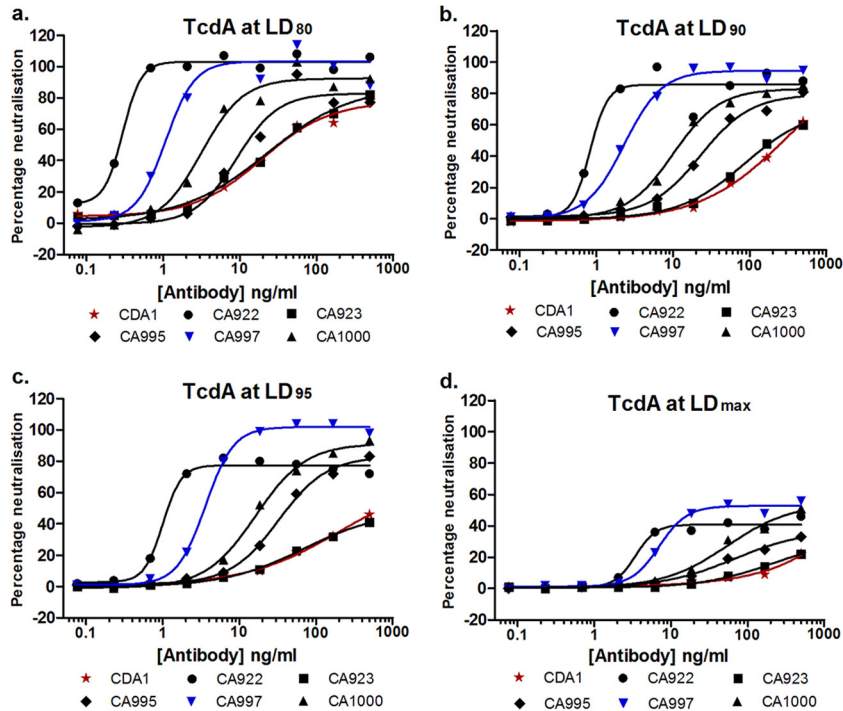 a.
TcdA at LD80
Percentage neutralisation
120
100
80
60
40
20
0
-20
0.1
1
10
100
1000
[Antibody] ng/ml
CDA1
CA922
CA923
CA995
CA997
CA1000
b.
TcdA at LD90
Percentage neutralisation
120
100
80
60
40
20
0
-20
0.1
1
10
100
1000
[Antibody] ng/ml
CDA1
CA922
CA923
CA995
CA997
CA1000
c.
TcdA at LD95
Percentage neutralisation
120
100
80
60
40
20
0
-20
0.1
1
10
100
1000
[Antibody] ng/ml
CDA1
CA922
CA923
CA995
CA997
CA1000
d.
TcdA at LDmax
Percentage neutralisation
120
100
80
60
40
20
0
-20
0.1
1
10
100
1000
[Antibody] ng/ml
CDA1
CA922
CA923
CA995
CA997
CA1000